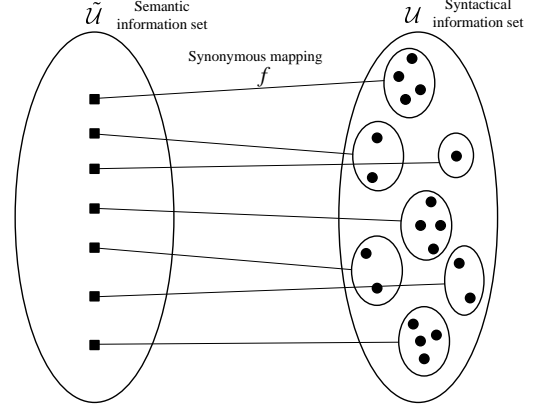 Ũ Semantic
information set
U Syntactical
information set
Synonymous mapping
f